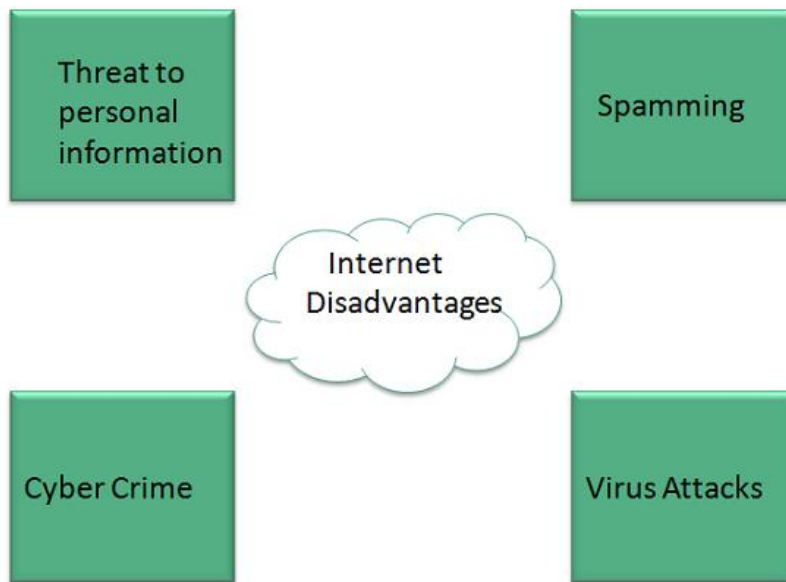 Threat to
personal
information
Spamming
Internet
Disadvantages
Cyber Crime
Virus Attacks